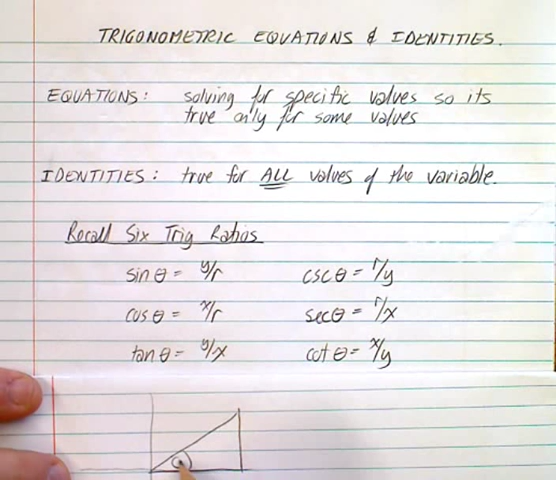 TRIGONOMETRIC EQUATIONS & IDENTITIES.
EQUATIONS: solving for specific values so its
true only for some values
IDENTITIES: true for ALL values of the variable.
Recall Six Trig Ratios
sin θ = y/r csc θ = r/y
cos θ = x/r sec θ = r/x
tan θ = y/x cot θ = x/y